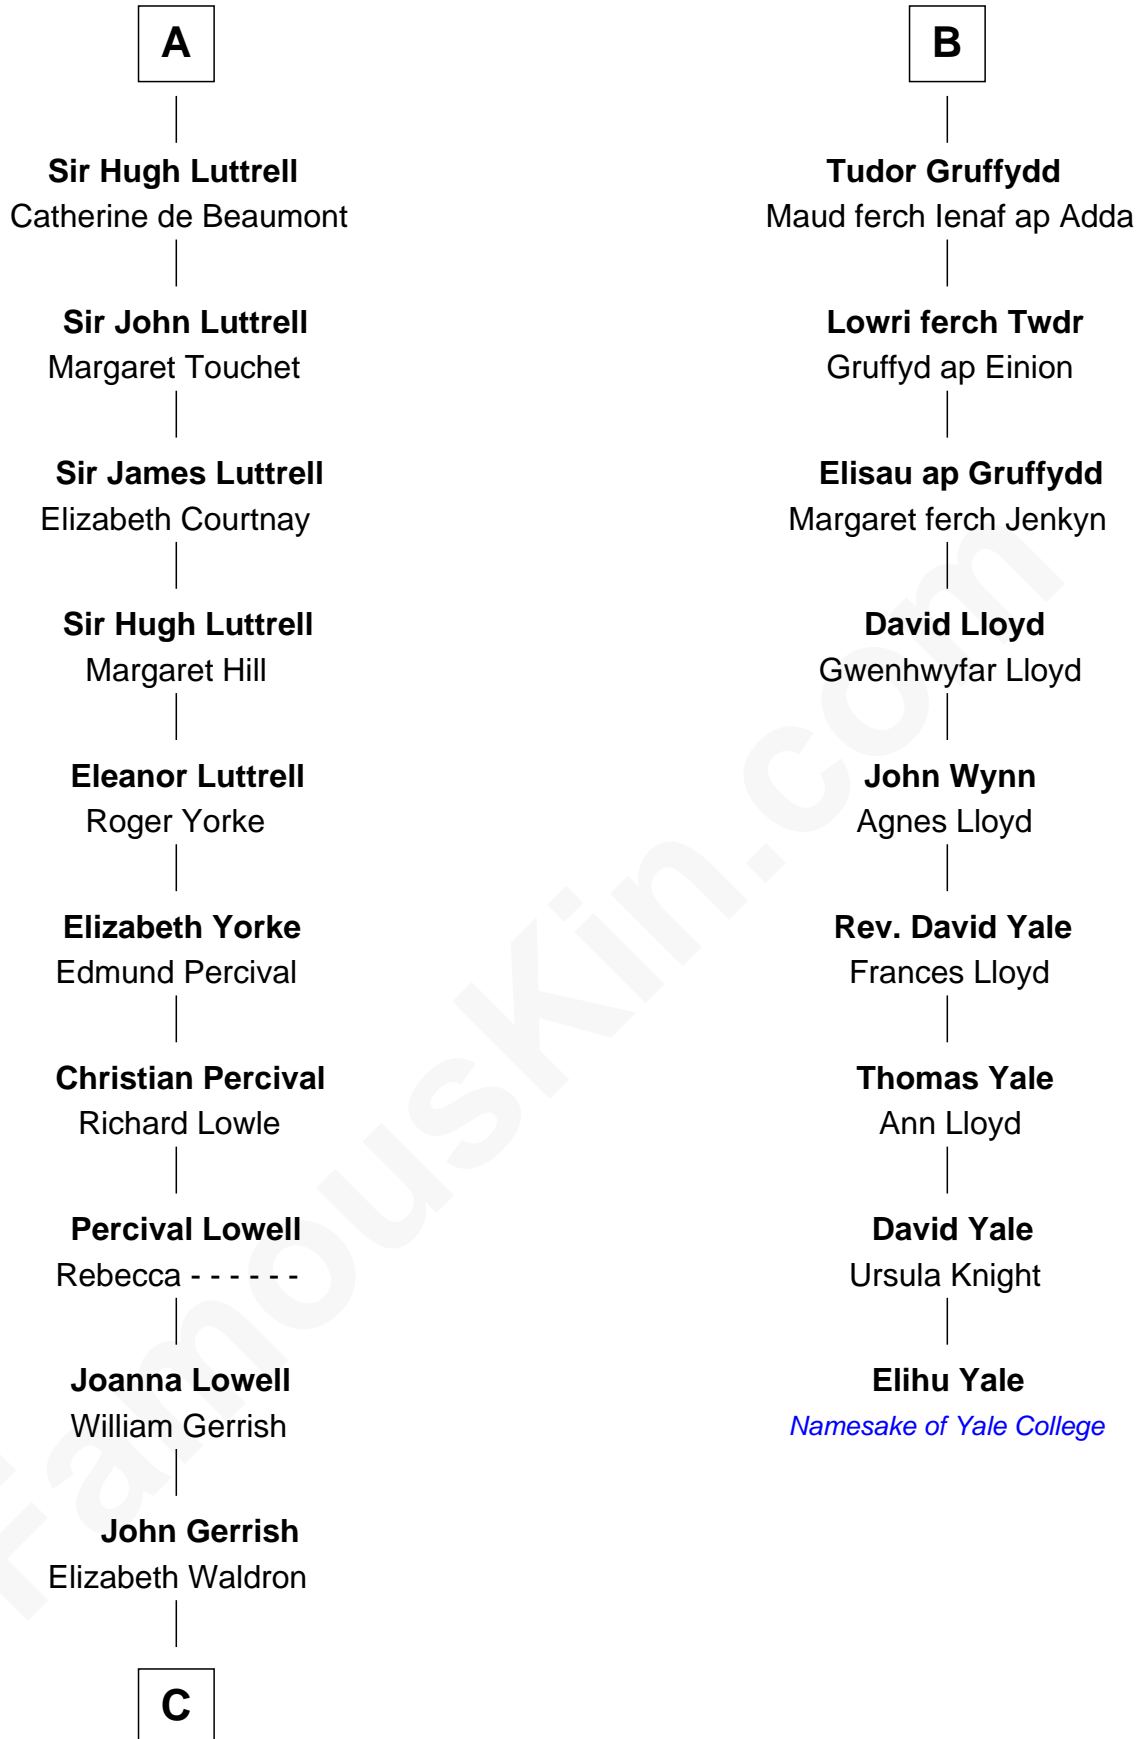 A
Sir Hugh Luttrell
Catherine de Beaumont
Sir John Luttrell
Margaret Touchet
Sir James Luttrell
Elizabeth Courtnay
Sir Hugh Luttrell
Margaret Hill
Eleanor Luttrell
Roger Yorke
Elizabeth Yorke
Edmund Percival
Christian Percival
Richard Lowle
Percival Lowell
Rebecca - - - - - -
Joanna Lowell
William Gerrish
John Gerrish
Elizabeth Waldron
C
B
Tudor Gruffydd
Maud ferch Ienaf ap Adda
Lowri ferch Twdr
Gruffyd ap Einion
Elisau ap Gruffydd
Margaret ferch Jenkyn
David Lloyd
Gwenhwyfar Lloyd
John Wynn
Agnes Lloyd
Rev. David Yale
Frances Lloyd
Thomas Yale
Ann Lloyd
David Yale
Ursula Knight
Elihu Yale
Namesake of Yale College
FamousKin.com